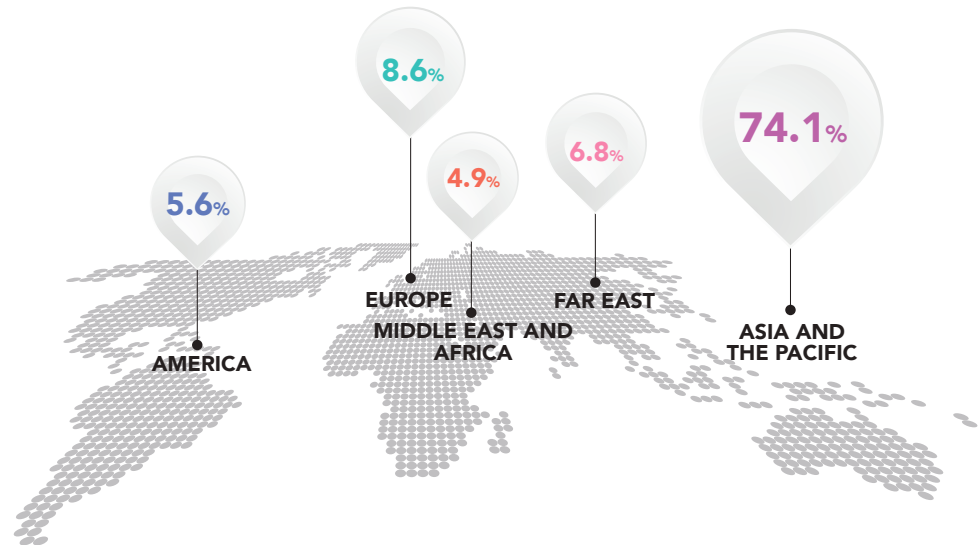 8.6%
74.1%
6.8%
4.9%
5.6%
EUROPE
FAR EAST
MIDDLE EAST AND
AFRICA
ASIA AND
THE PACIFIC
AMERICA